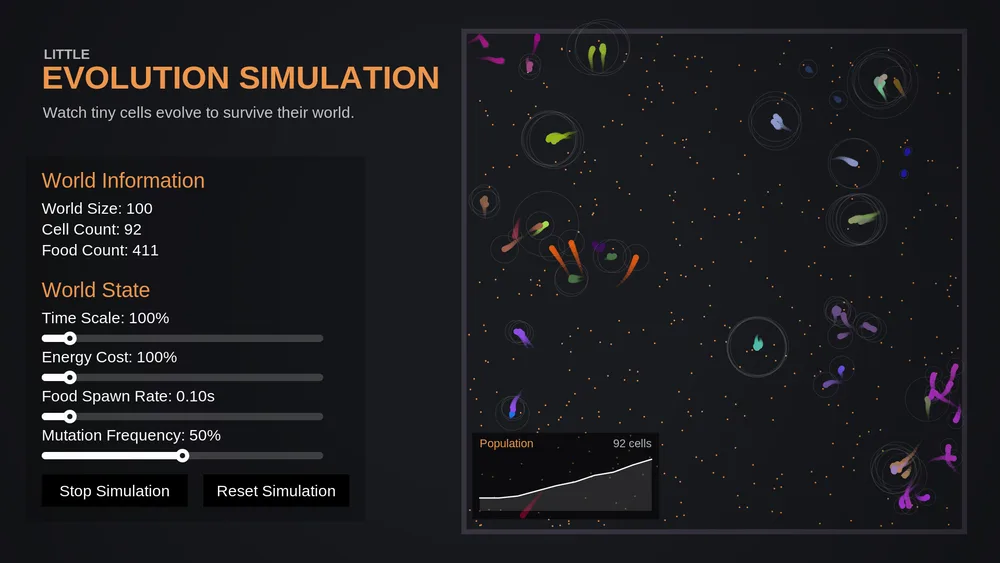 LITTLE
EVOLUTION SIMULATION
Watch tiny cells evolve to survive their world.
World Information
World Size: 100
Cell Count: 92
Food Count: 411
World State
Time Scale: 100%
Energy Cost: 100%
Food Spawn Rate: 0.10s
Mutation Frequency: 50%
Stop Simulation
Reset Simulation
Population
92 cells